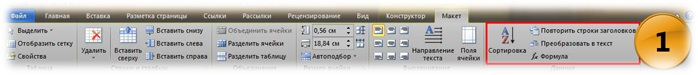 Файл Главная Вставка Разметка страницы Ссылки Рассылки Рецензирование Вид Конструктор Макет
Выделить
Отобразить сетку
Свойства
Удалить
Вставить сверху
Вставить снизу
Вставить слева
Вставить справа
Объединить ячейки
Разделить ячейки
Разделить таблицу
0,56 см
18,84 см
Автоподбор
Направление текста
Поля ячейки
Сортировка
Повторить строки заголовков
Преобразовать в текст
Формула
1